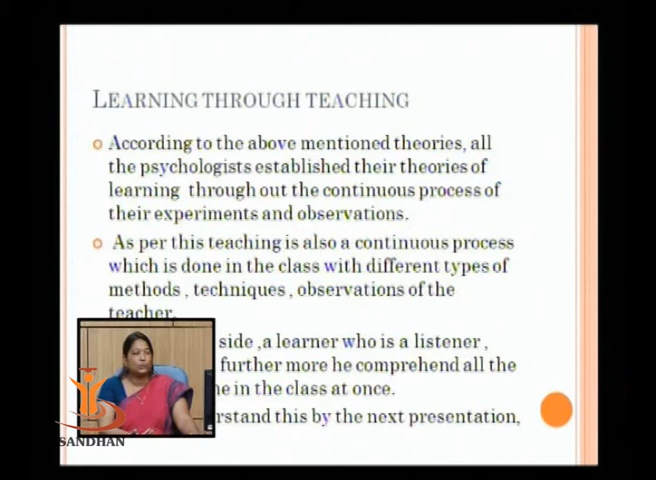 LEARNING THROUGH TEACHING
According to the above mentioned theories, all
the psychologists established their theories of
learning through out the continuous process of
their experiments and observations.
As per this teaching is also a continuous process
which is done in the class with different types of
methods , techniques , observations of the
teacher.
side ,a learner who is a listener ,
further more he comprehend all the
in the class at once.
this by the next presentation,
SANDHAN